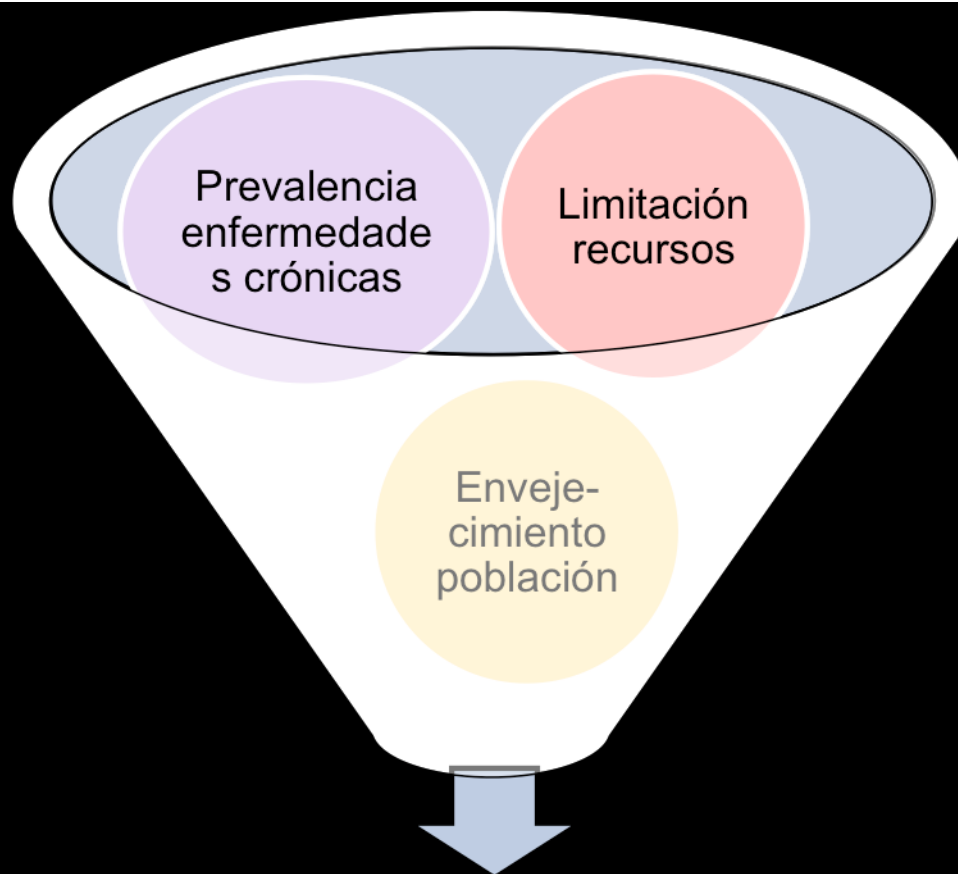 Prevalencia
enfermedade
s crónicas
Limitación
recursos
Enveje-
cimiento
población